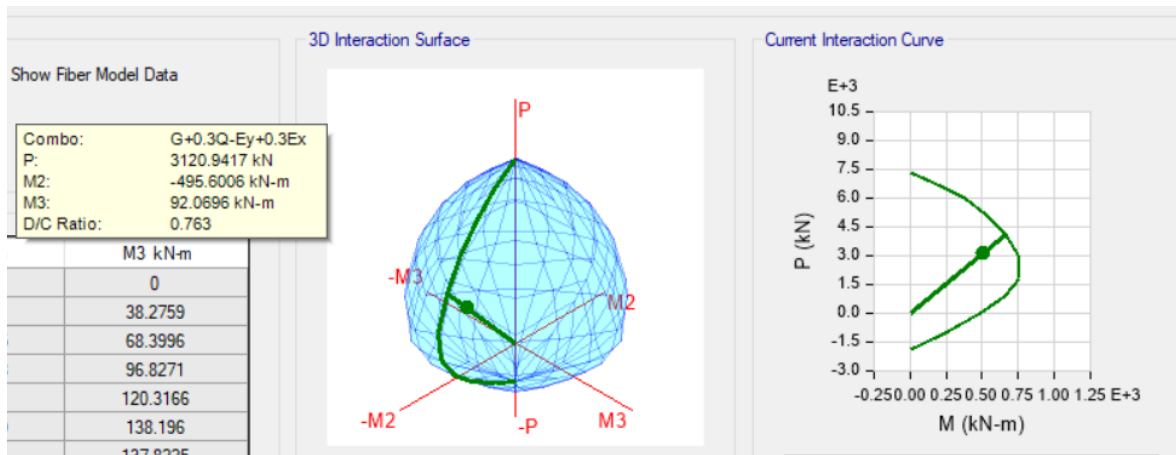 3D Interaction Surface
Current Interaction Curve
Show Fiber Model Data
Combo: G+0.3Q-Ey+0.3Ex
P: 3120.9417 kN
M2: -495.6006 kN-m
M3: 92.0696 kN-m
D/C Ratio: 0.763
M3 kN-m
0
38.2759
68.3996
96.8271
120.3166
138.196
P
-M3
M2
-M2
-P
M3
E+3
10.5
9.0
7.5
6.0
4.5
3.0
1.5
0.0
-1.5
-3.0
P (kN)
-0.250.00 0.25 0.50 0.75 1.00 1.25 E+3
M (kN-m)